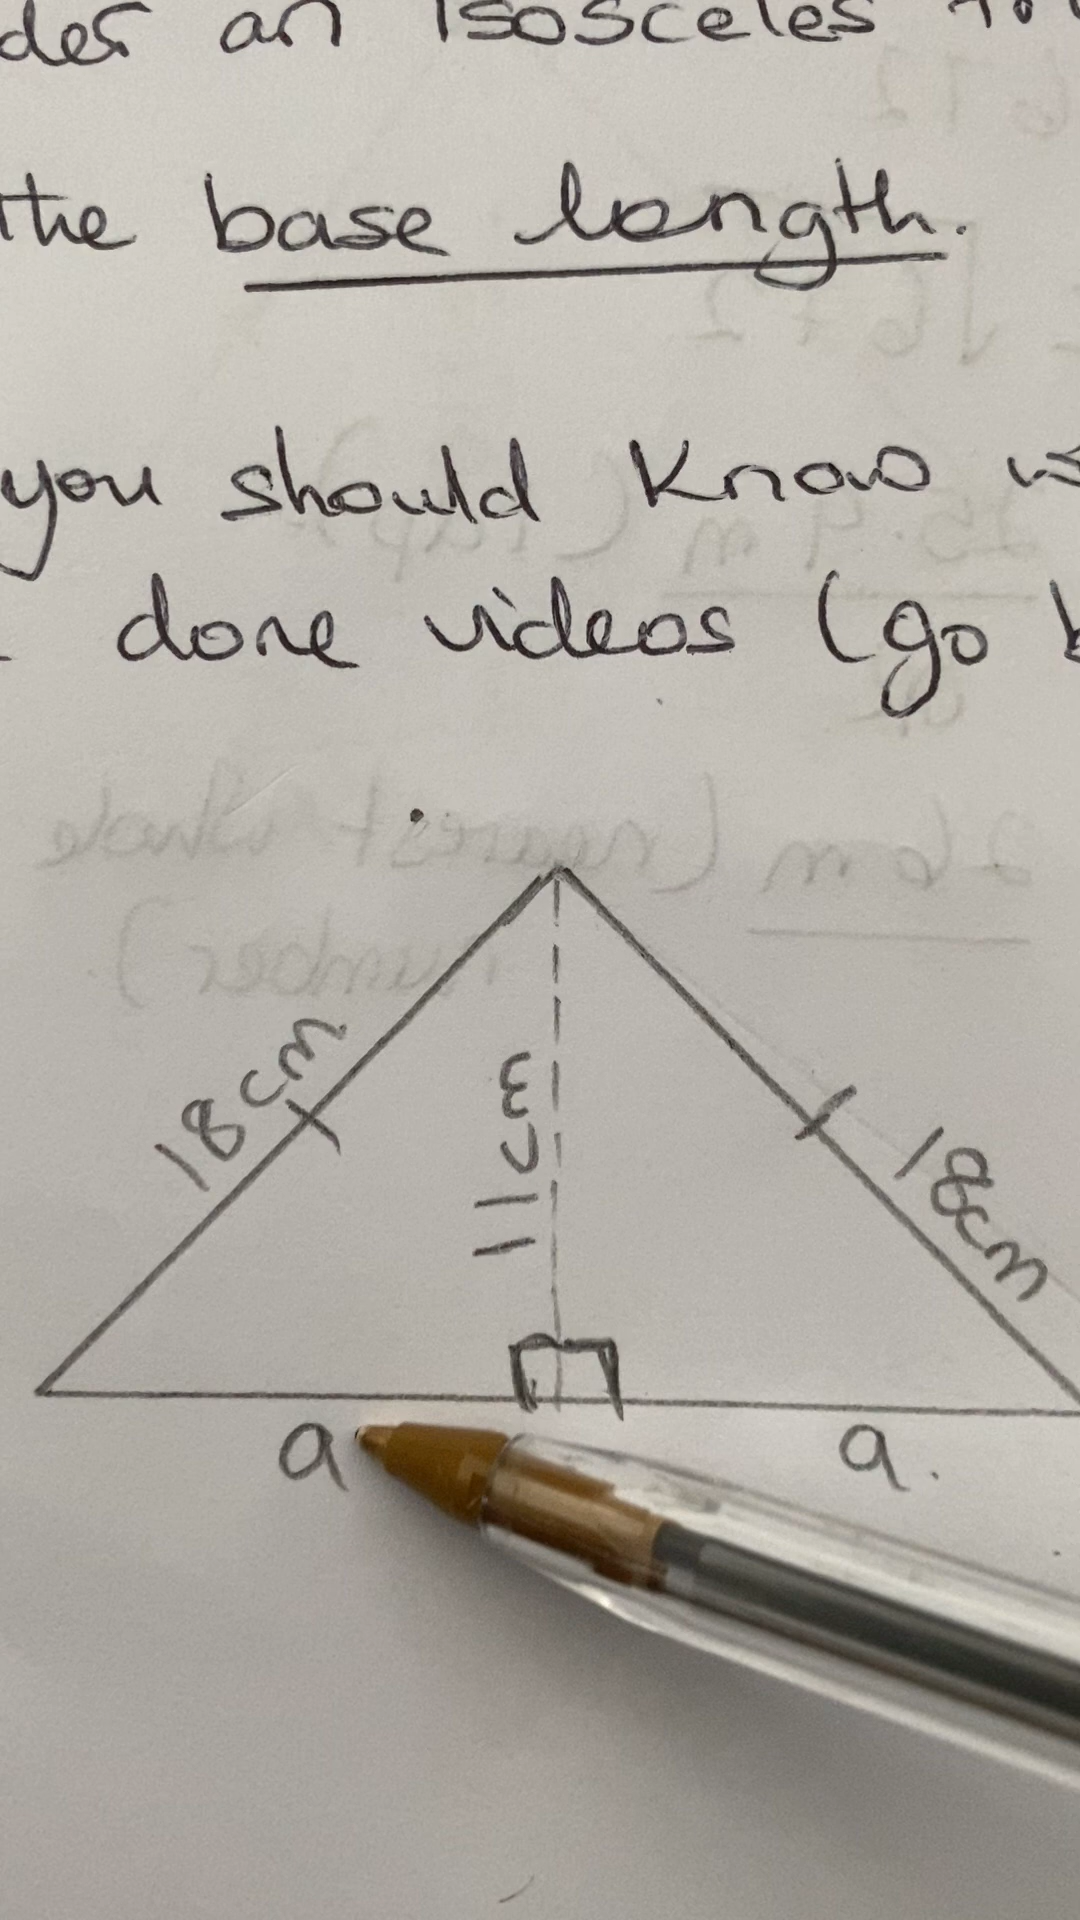 an Isosceles
the base length.
you should know
done videos (go
18cm
11cm
18cm
a
a.